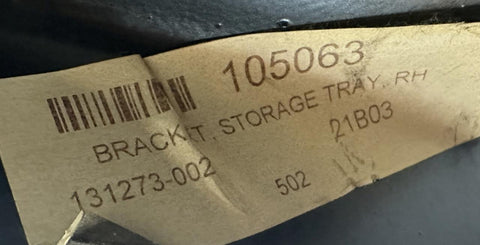 105063
BRACKET, STORAGE TRAY, RH
131273-002
502
21B03